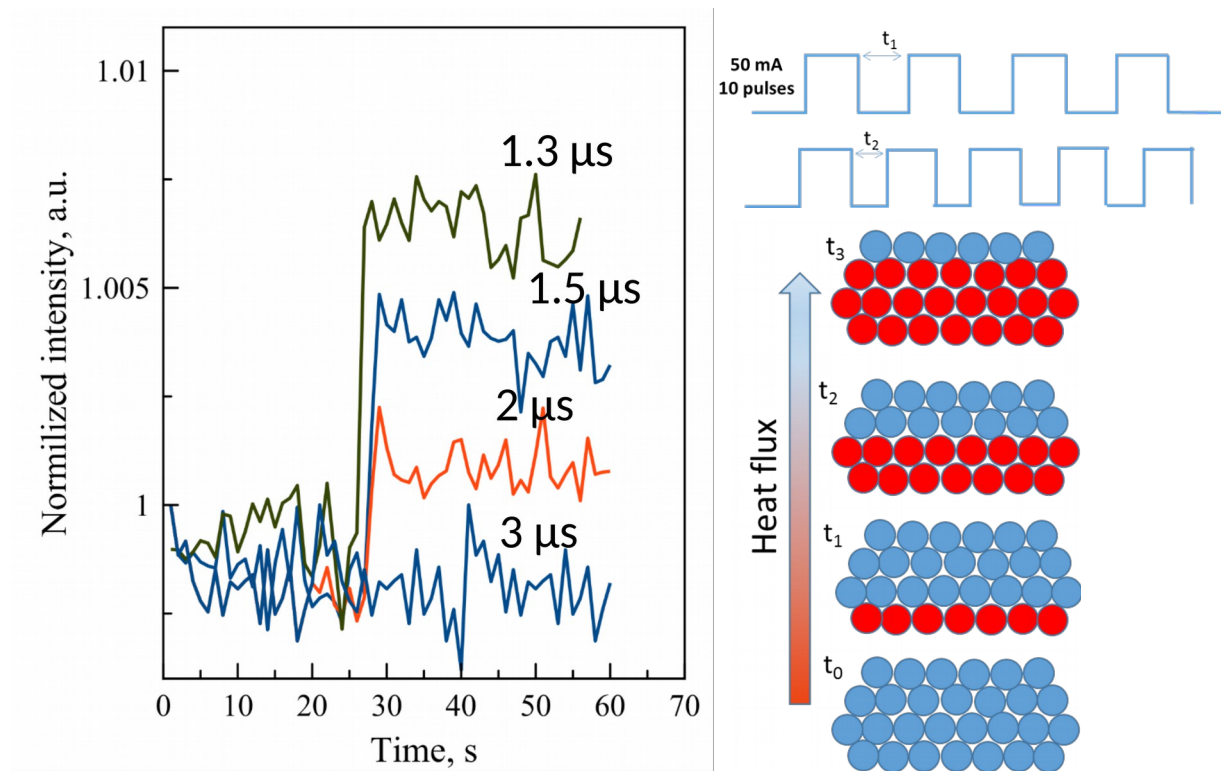 Normilized intensity, a.u.
1.01
1.005
1
1.3 µs
1.5 µs
2 µs
3 µs
0
10
20
30
40
50
60
70
Time, s
50 mA
10 pulses
t₁
t₂
Heat flux
t₃
t₂
t₁
t₀